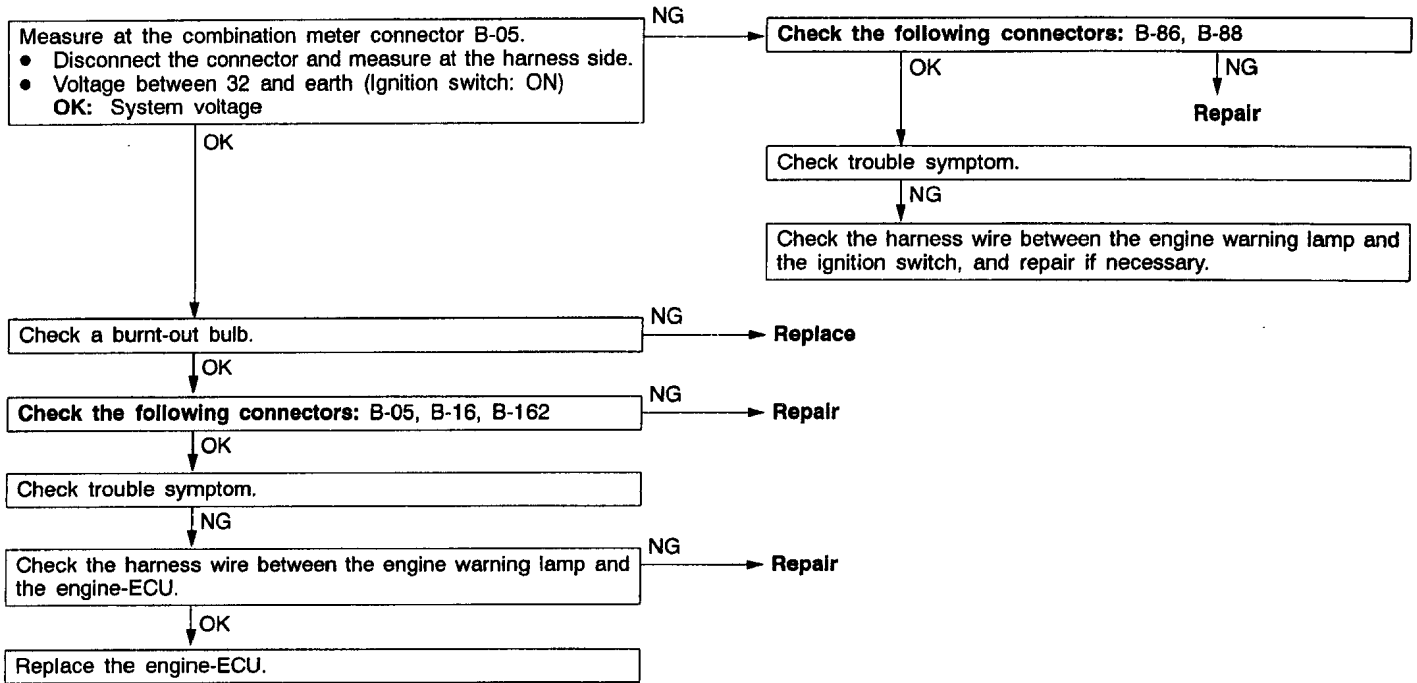 Measure at the combination meter connector B-05.
● Disconnect the connector and measure at the harness side.
● Voltage between 32 and earth (Ignition switch: ON)
OK: System voltage
NG
Check the following connectors: B-86, B-88
OK
NG
Repair
Check trouble symptom.
NG
Check the harness wire between the engine warning lamp and
the ignition switch, and repair if necessary.
OK
Check a burnt-out bulb.
NG
Replace
OK
Check the following connectors: B-05, B-16, B-162
NG
Repair
OK
Check trouble symptom.
NG
Check the harness wire between the engine warning lamp and
the engine-ECU.
NG
Repair
OK
Replace the engine-ECU.